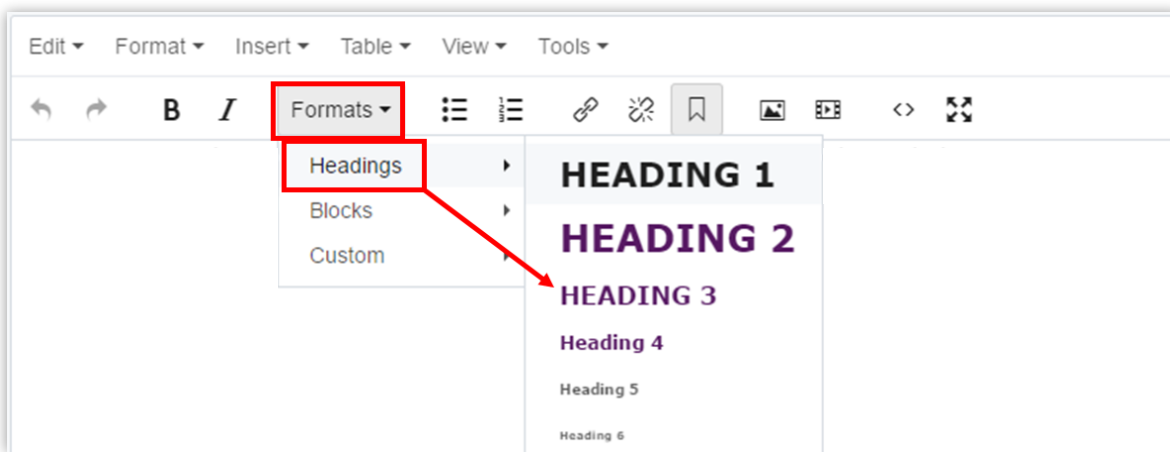 Edit Format Insert Table View Tools
B I Formats
Headings HEADING 1
Blocks HEADING 2
Custom
HEADING 3
Heading 4
Heading 5
Heading 6